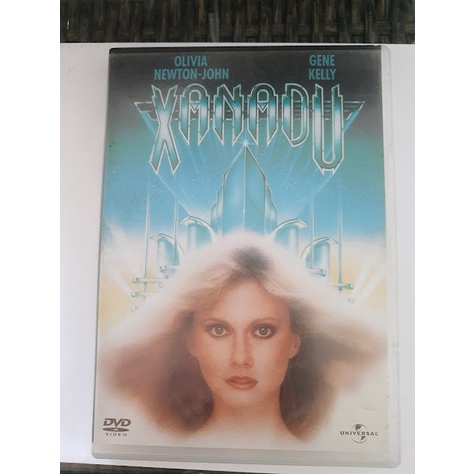 OLIVIA
NEWTON-JOHN
GENE
KELLY
XANADU
DVD
VIDEO
UNIVERSAL